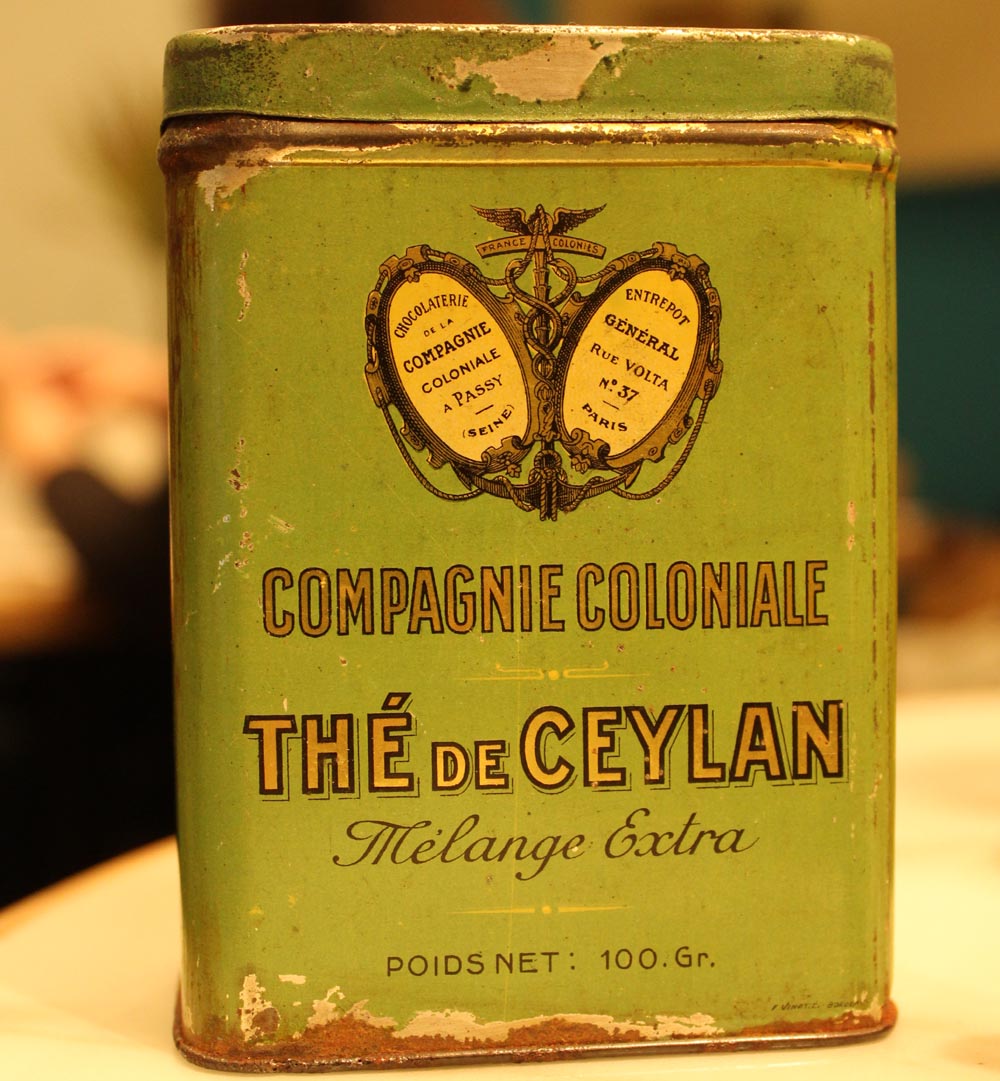 FRANCE COLONIES
CHOCOLATERIE
DE LA
COMPAGNIE
COLONIALE
A PASSY
(SEINE)
ENTREPOT
GÉNÉRAL
RUE VOLTA
Nº 37
PARIS
COMPAGNIE COLONIALE
THÉ DE CEYLAN
Mélange Extra
POIDS NET: 100.Gr.